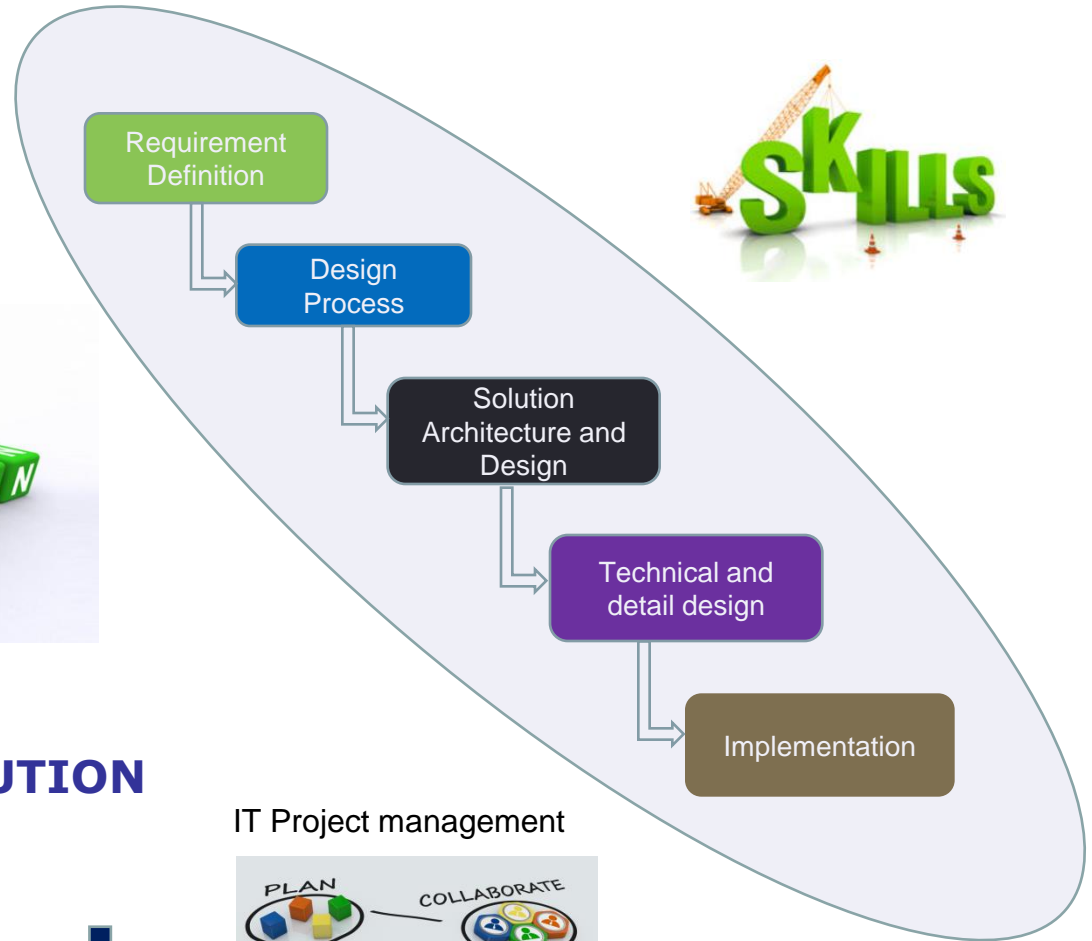 SKILLS
Requirement
Definition
Design
Process
Solution
Architecture and
Design
N
Technical and
detail design
Implementation
UTION
IT Project management
PLAN
COLLABORATE